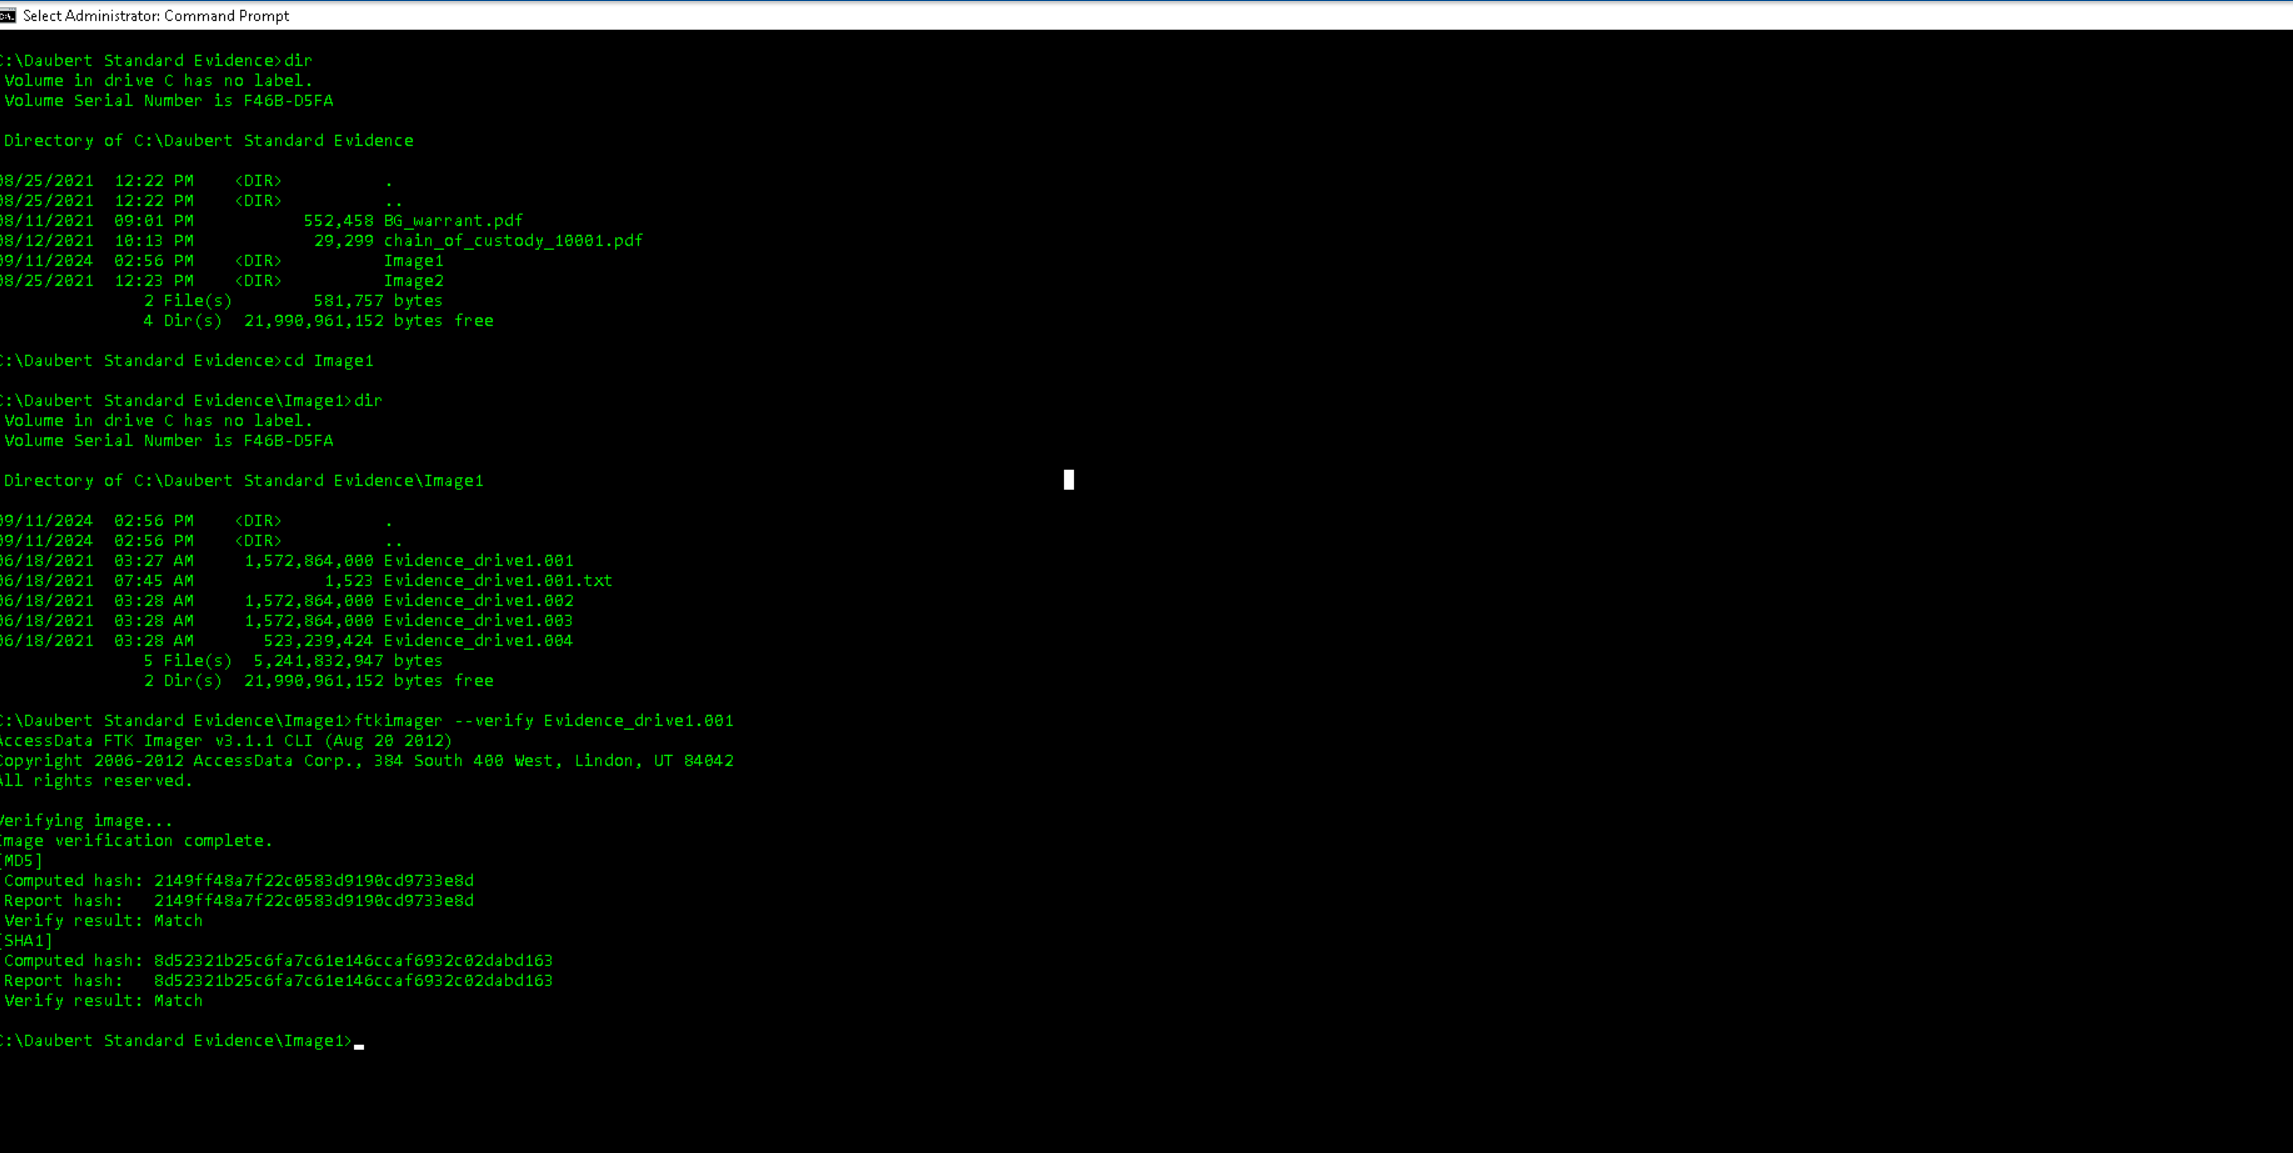 Select Administrator: Command Prompt
C:\Daubert Standard Evidence>dir
Volume in drive C has no label.
Volume Serial Number is F46B-D5FA
Directory of C:\Daubert Standard Evidence
08/25/2021  12:22 PM    <DIR>          .
08/25/2021  12:22 PM    <DIR>          ..
08/11/2021  09:01 PM           552,458 BG_warrant.pdf
08/12/2021  10:13 PM            29,299 chain_of_custody_10001.pdf
09/11/2024  02:56 PM    <DIR>          Image1
08/25/2021  12:23 PM    <DIR>          Image2
2 File(s)        581,757 bytes
4 Dir(s)  21,990,961,152 bytes free
C:\Daubert Standard Evidence>cd Image1
C:\Daubert Standard Evidence\Image1>dir
Volume in drive C has no label.
Volume Serial Number is F46B-D5FA
Directory of C:\Daubert Standard Evidence\Image1
09/11/2024  02:56 PM    <DIR>          .
09/11/2024  02:56 PM    <DIR>          ..
06/18/2021  03:27 AM     1,572,864,000 Evidence_drive1.001
06/18/2021  07:45 AM             1,523 Evidence_drive1.001.txt
06/18/2021  03:28 AM     1,572,864,000 Evidence_drive1.002
06/18/2021  03:28 AM     1,572,864,000 Evidence_drive1.003
06/18/2021  03:28 AM       523,239,424 Evidence_drive1.004
5 File(s)  5,241,832,947 bytes
2 Dir(s)  21,990,961,152 bytes free
C:\Daubert Standard Evidence\Image1>ftkimager --verify Evidence_drive1.001
AccessData FTK Imager v3.1.1 CLI (Aug 20 2012)
Copyright 2006-2012 AccessData Corp., 384 South 400 West, Lindon, UT 84042
All rights reserved.
Verifying image...
Image verification complete.
[MD5]
Computed hash: 2149ff48a7f22c0583d9190cd9733e8d
Report hash:   2149ff48a7f22c0583d9190cd9733e8d
Verify result: Match
[SHA1]
Computed hash: 8d52321b25c6fa7c61e146ccaf6932c02dabd163
Report hash:   8d52321b25c6fa7c61e146ccaf6932c02dabd163
Verify result: Match
C:\Daubert Standard Evidence\Image1>